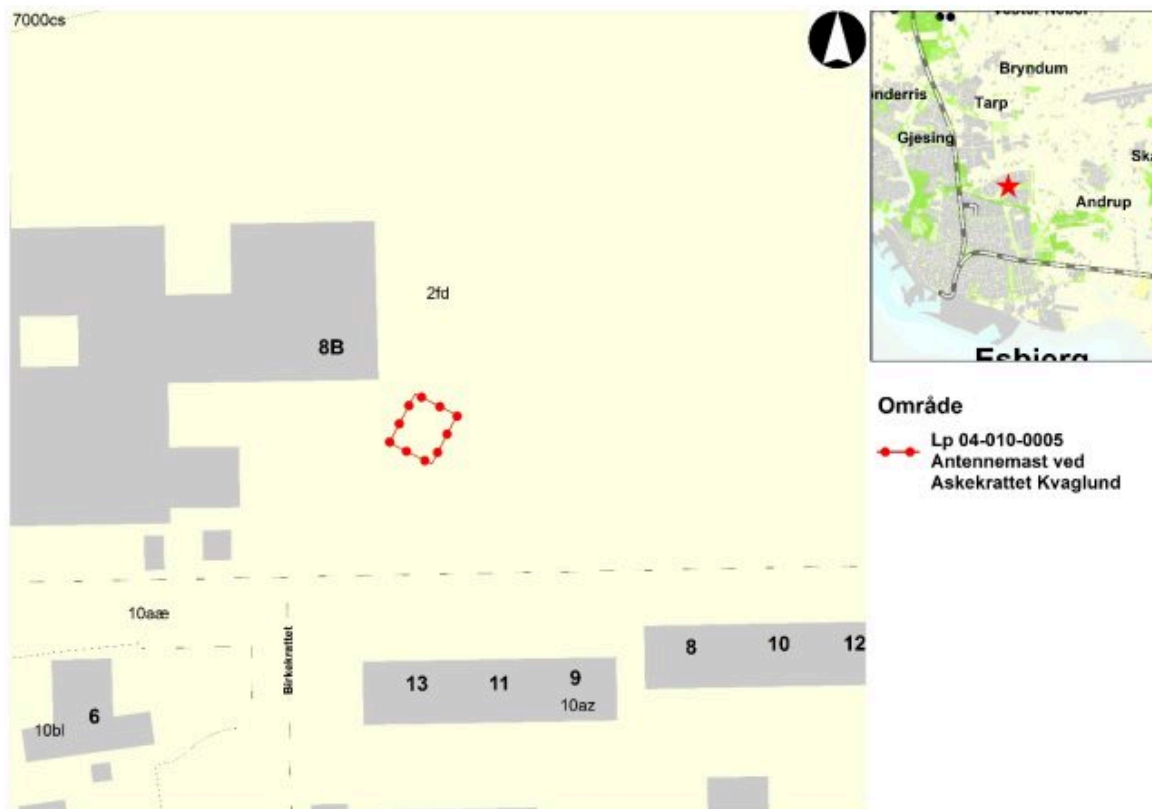 7000cs
2fd
8B
10aæ
Birkekrattet
8 10 12
13 11 9
10az
6
10bl
Bryndum
Tarp
Gjesing
Andrup
Esbjerg
Område
Lp 04-010-0005
Antennemast ved
Askekrattet Kvaglund